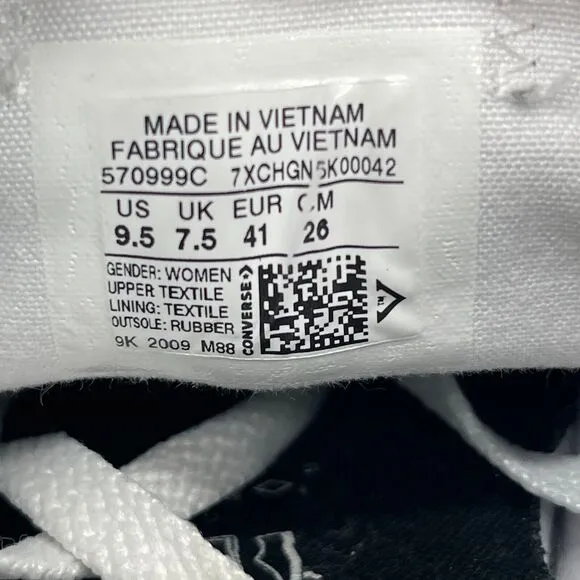 MADE IN VIETNAM
FABRIQUE AU VIETNAM
570999C 7XCHGN5K00042
US UK EUR CM
9.5 7.5 41 26
GENDER: WOMEN
UPPER TEXTILE
LINING: TEXTILE
OUTSOLE: RUBBER
9K 2009 M88
CONVERSE
TM